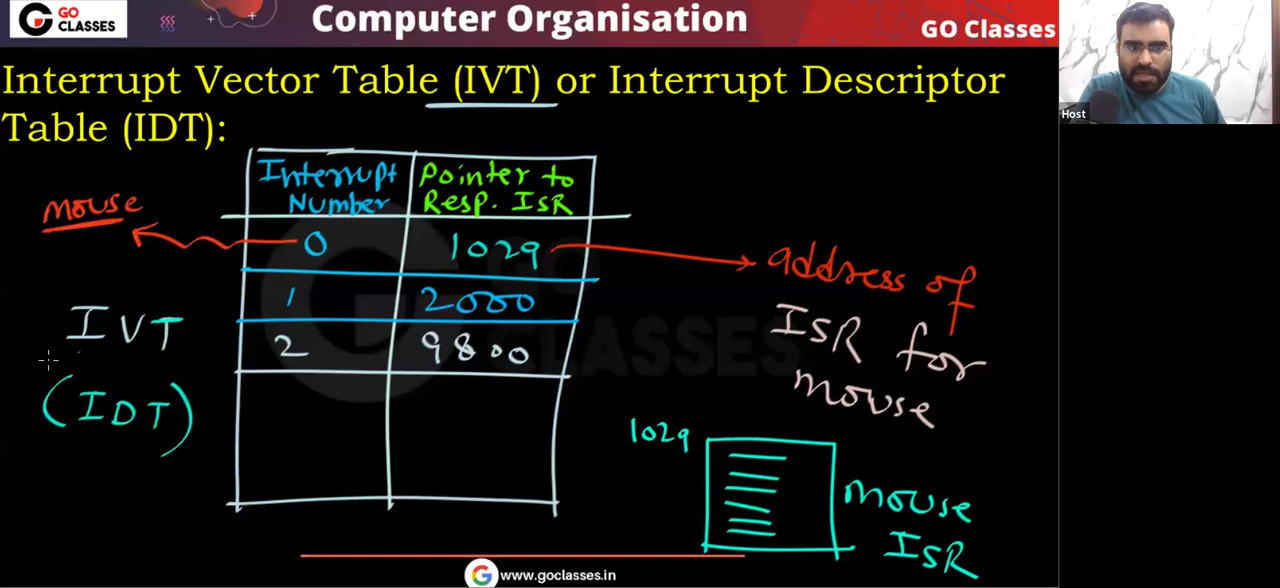 GO
CLASSES
Computer Organisation
GO Classes
Host
Interrupt Vector Table (IVT) or Interrupt Descriptor
Table (IDT):
Interrupt
Number
Pointer to
Resp. ISR
mouse
0
1029
address of
ISR for
mouse
1
2000
2
9800
IVT
(IDT)
GO
CLASSES
1029
mouse
ISR
www.goclasses.in